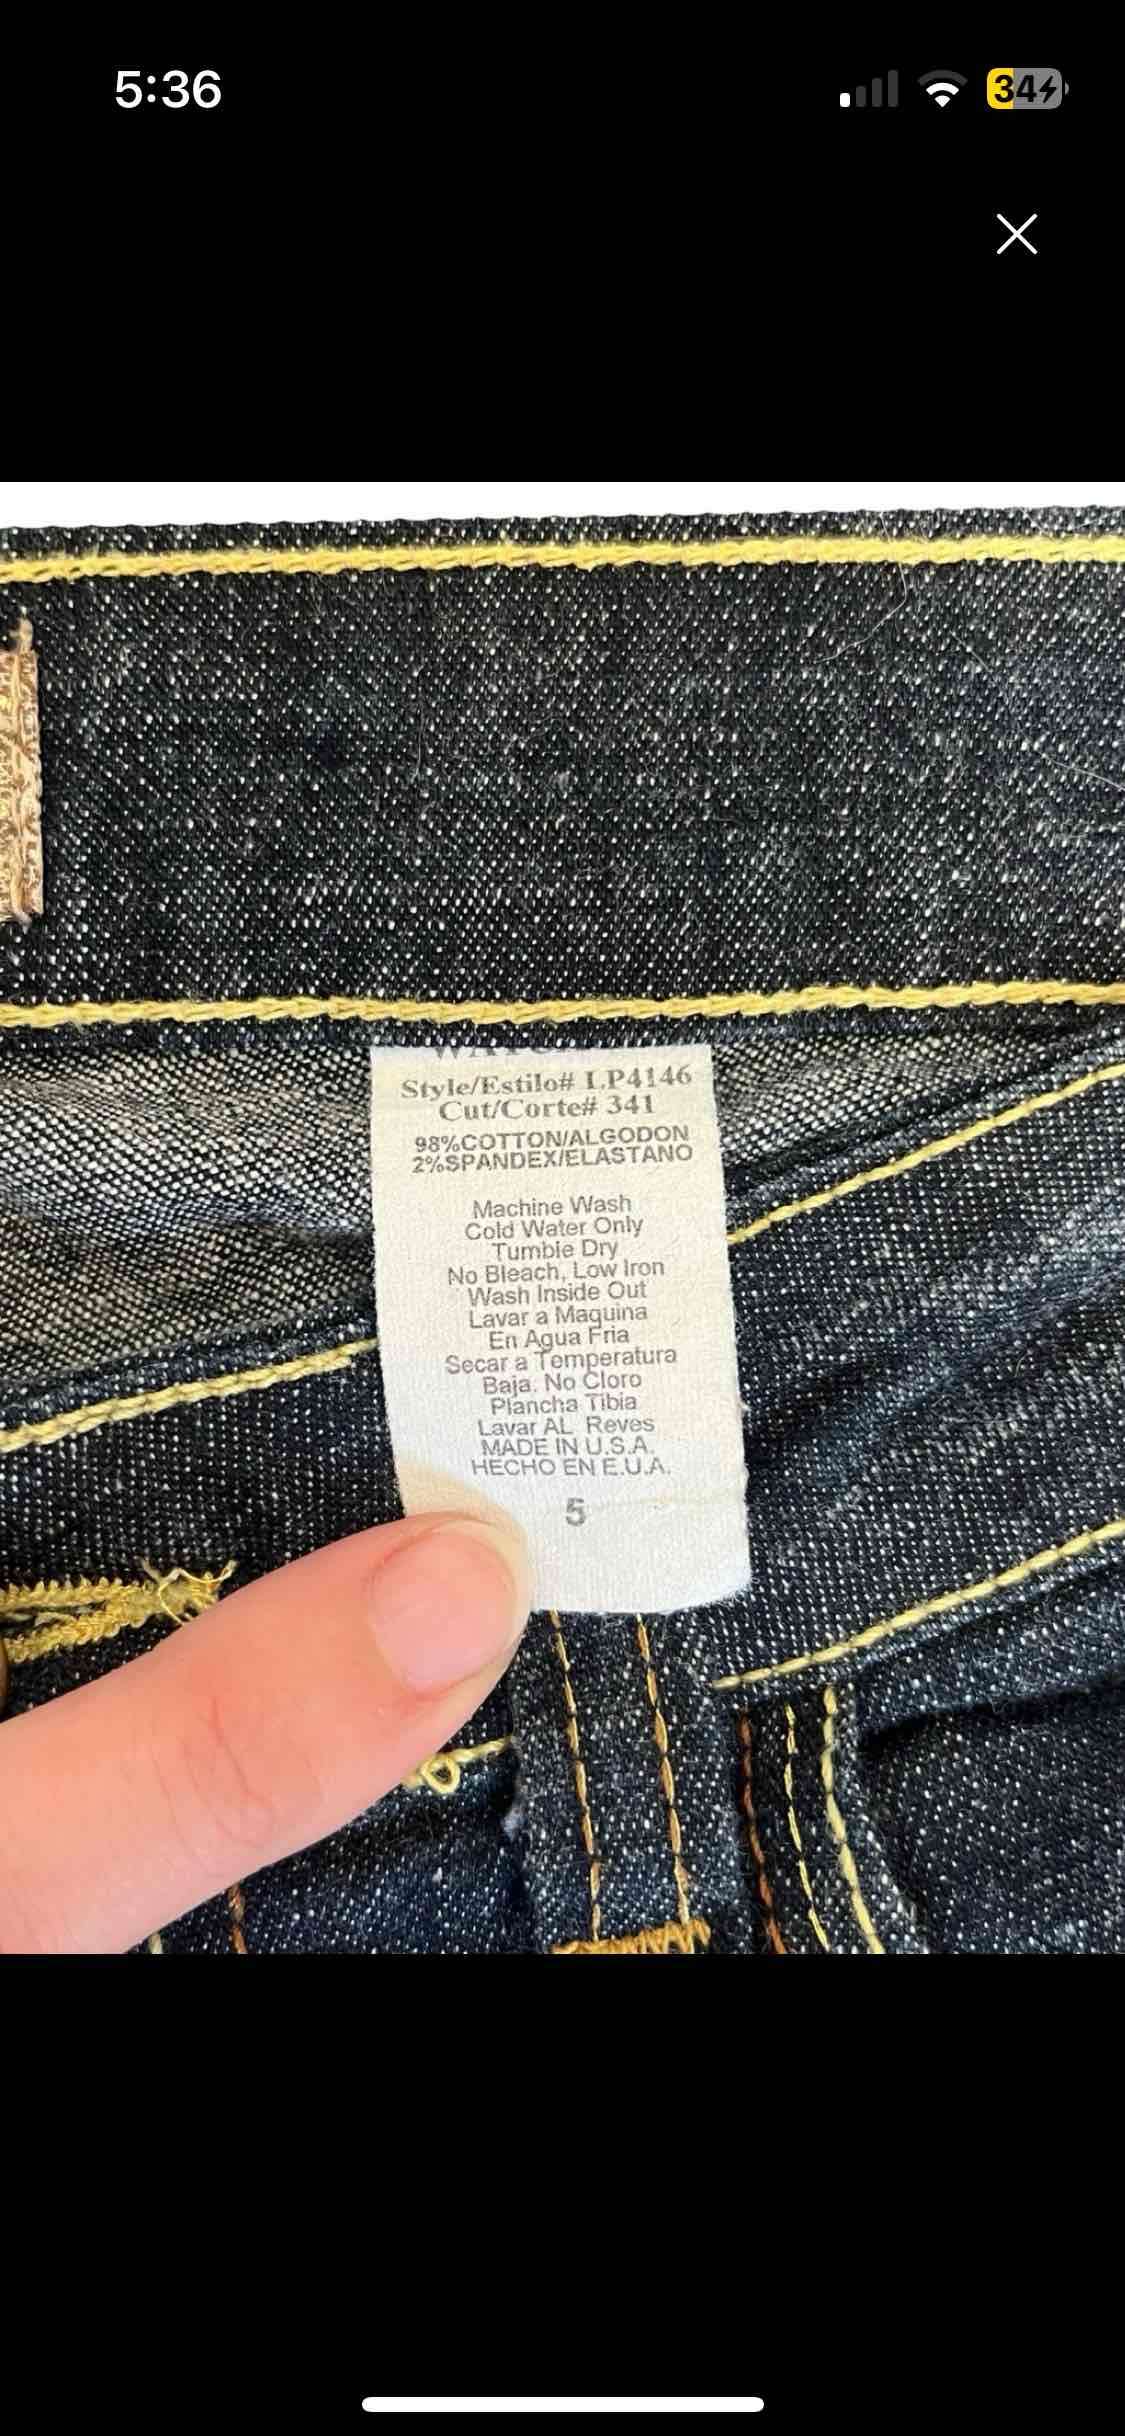 5:36
34
Style/Estilo# LP4146
Cut/Corte# 341
98%COTTON/ALGODON
2%SPANDEX/ELASTANO
Machine Wash
Cold Water Only
Tumble Dry
No Bleach, Low Iron
Wash Inside Out
Lavar a Maquina
En Agua Fria
Secar a Temperatura
Baja. No Cloro
Plancha Tibia
Lavar AL Reves
MADE IN U.S.A.
HECHO EN E.U.A.
5